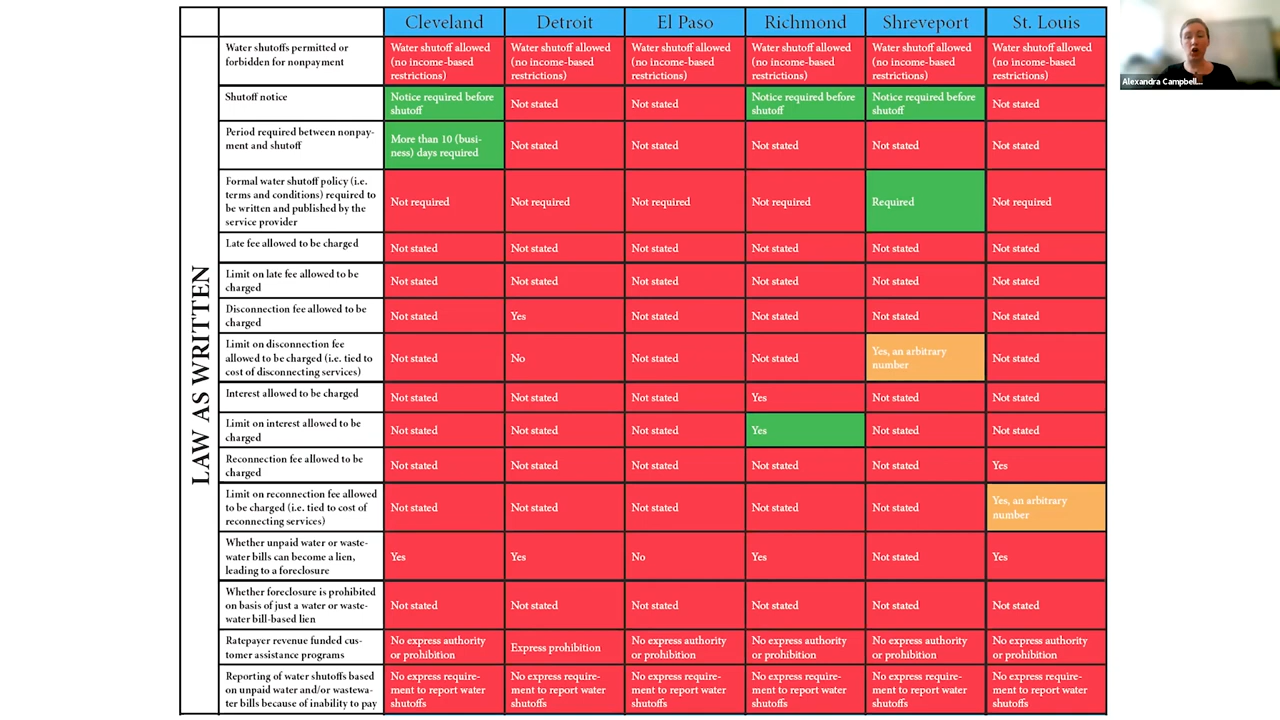 Cleveland Detroit El Paso Richmond Shreveport St. Louis
LAW AS WRITTEN
Water shutoffs permitted or
forbidden for nonpayment
Water shutoff allowed
(no income-based
restrictions)
Water shutoff allowed
(no income-based
restrictions)
Water shutoff allowed
(no income-based
restrictions)
Water shutoff allowed
(no income-based
restrictions)
Water shutoff allowed
(no income-based
restrictions)
Water shutoff allowed
(no income-based
restrictions)
Shutoff notice
Notice required before
shutoff
Not stated
Not stated
Notice required before
shutoff
Notice required before
shutoff
Not stated
Period required between nonpay-
ment and shutoff
More than 10 (busi-
ness) days required
Not stated
Not stated
Not stated
Not stated
Not stated
Formal water shutoff policy (i.e.
terms and conditions) required to
be written and published by the
service provider
Not required
Not required
Not required
Not required
Required
Not required
Late fee allowed to be charged
Not stated
Not stated
Not stated
Not stated
Not stated
Not stated
Limit on late fee allowed to be
charged
Not stated
Not stated
Not stated
Not stated
Not stated
Not stated
Disconnection fee allowed to be
charged
Not stated
Yes
Not stated
Not stated
Not stated
Not stated
Limit on disconnection fee
allowed to be charged (i.e. tied to
cost of disconnecting services)
Not stated
No
Not stated
Not stated
Yes, an arbitrary
number
Not stated
Interest allowed to be charged
Not stated
Not stated
Not stated
Yes
Not stated
Not stated
Limit on interest allowed to be
charged
Not stated
Not stated
Not stated
Yes
Not stated
Not stated
Reconnection fee allowed to be
charged
Not stated
Not stated
Not stated
Not stated
Not stated
Yes
Limit on reconnection fee allowed
to be charged (i.e. tied to cost of
reconnecting services)
Not stated
Not stated
Not stated
Not stated
Not stated
Yes, an arbitrary
number
Whether unpaid water or waste-
water bills can become a lien,
leading to a foreclosure
Yes
Yes
No
Yes
Not stated
Yes
Whether foreclosure is prohibited
on basis of just a water or waste-
water bill-based lien
Not stated
Not stated
Not stated
Not stated
Not stated
Not stated
Ratepayer revenue funded cus-
tomer assistance programs
No express authority
or prohibition
Express prohibition
No express authority
or prohibition
No express authority
or prohibition
No express authority
or prohibition
No express authority
or prohibition
Reporting of water shutoffs based
on unpaid water and/or wastewa-
ter bills because of inability to pay
No express require-
ment to report water
shutoffs
No express require-
ment to report water
shutoffs
No express require-
ment to report water
shutoffs
No express require-
ment to report water
shutoffs
No express require-
ment to report water
shutoffs
No express require-
ment to report water
shutoffs
Alexandra Campbell...